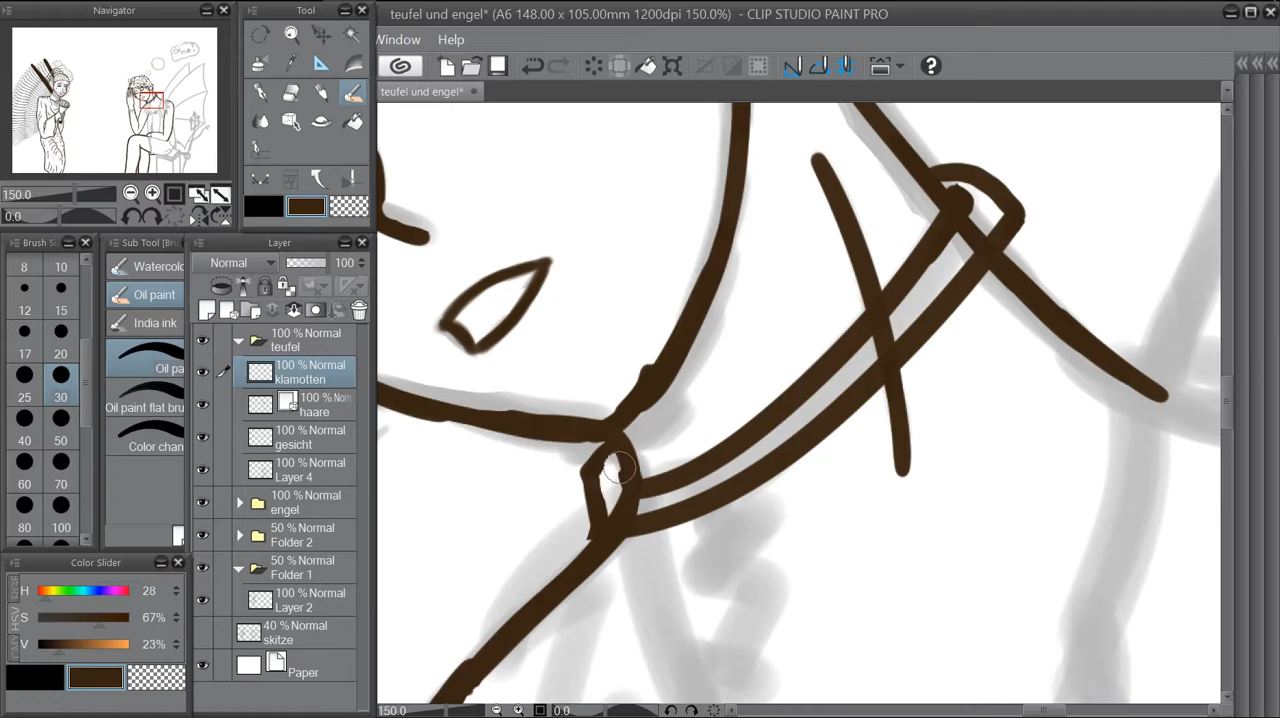 teufel und engel* (A6 148.00 x 105.00mm 1200dpi 150.0%) - CLIP STUDIO PAINT PRO
Navigator
Tool
Window Help
teufel und engel*
150.0
0.0
Brush S
Sub Tool [Br
Layer
8 10
12 15
17 20
25 30
40 50
60 70
80 100
Watercolo
Oil paint
India ink
Oil pa
Oil paint flat bru
Color chan
Normal 100
100 % Normal
teufel
100 % Normal
klamotten
100 % Norm
haare
100 % Normal
gesicht
100 % Normal
Layer 4
100 % Normal
engel
50 % Normal
Folder 2
50 % Normal
Folder 1
100 % Normal
Layer 2
40 % Normal
skitze
Paper
Color Slider
H 28
S 67%
V 23%
HSV
150.0 0.0